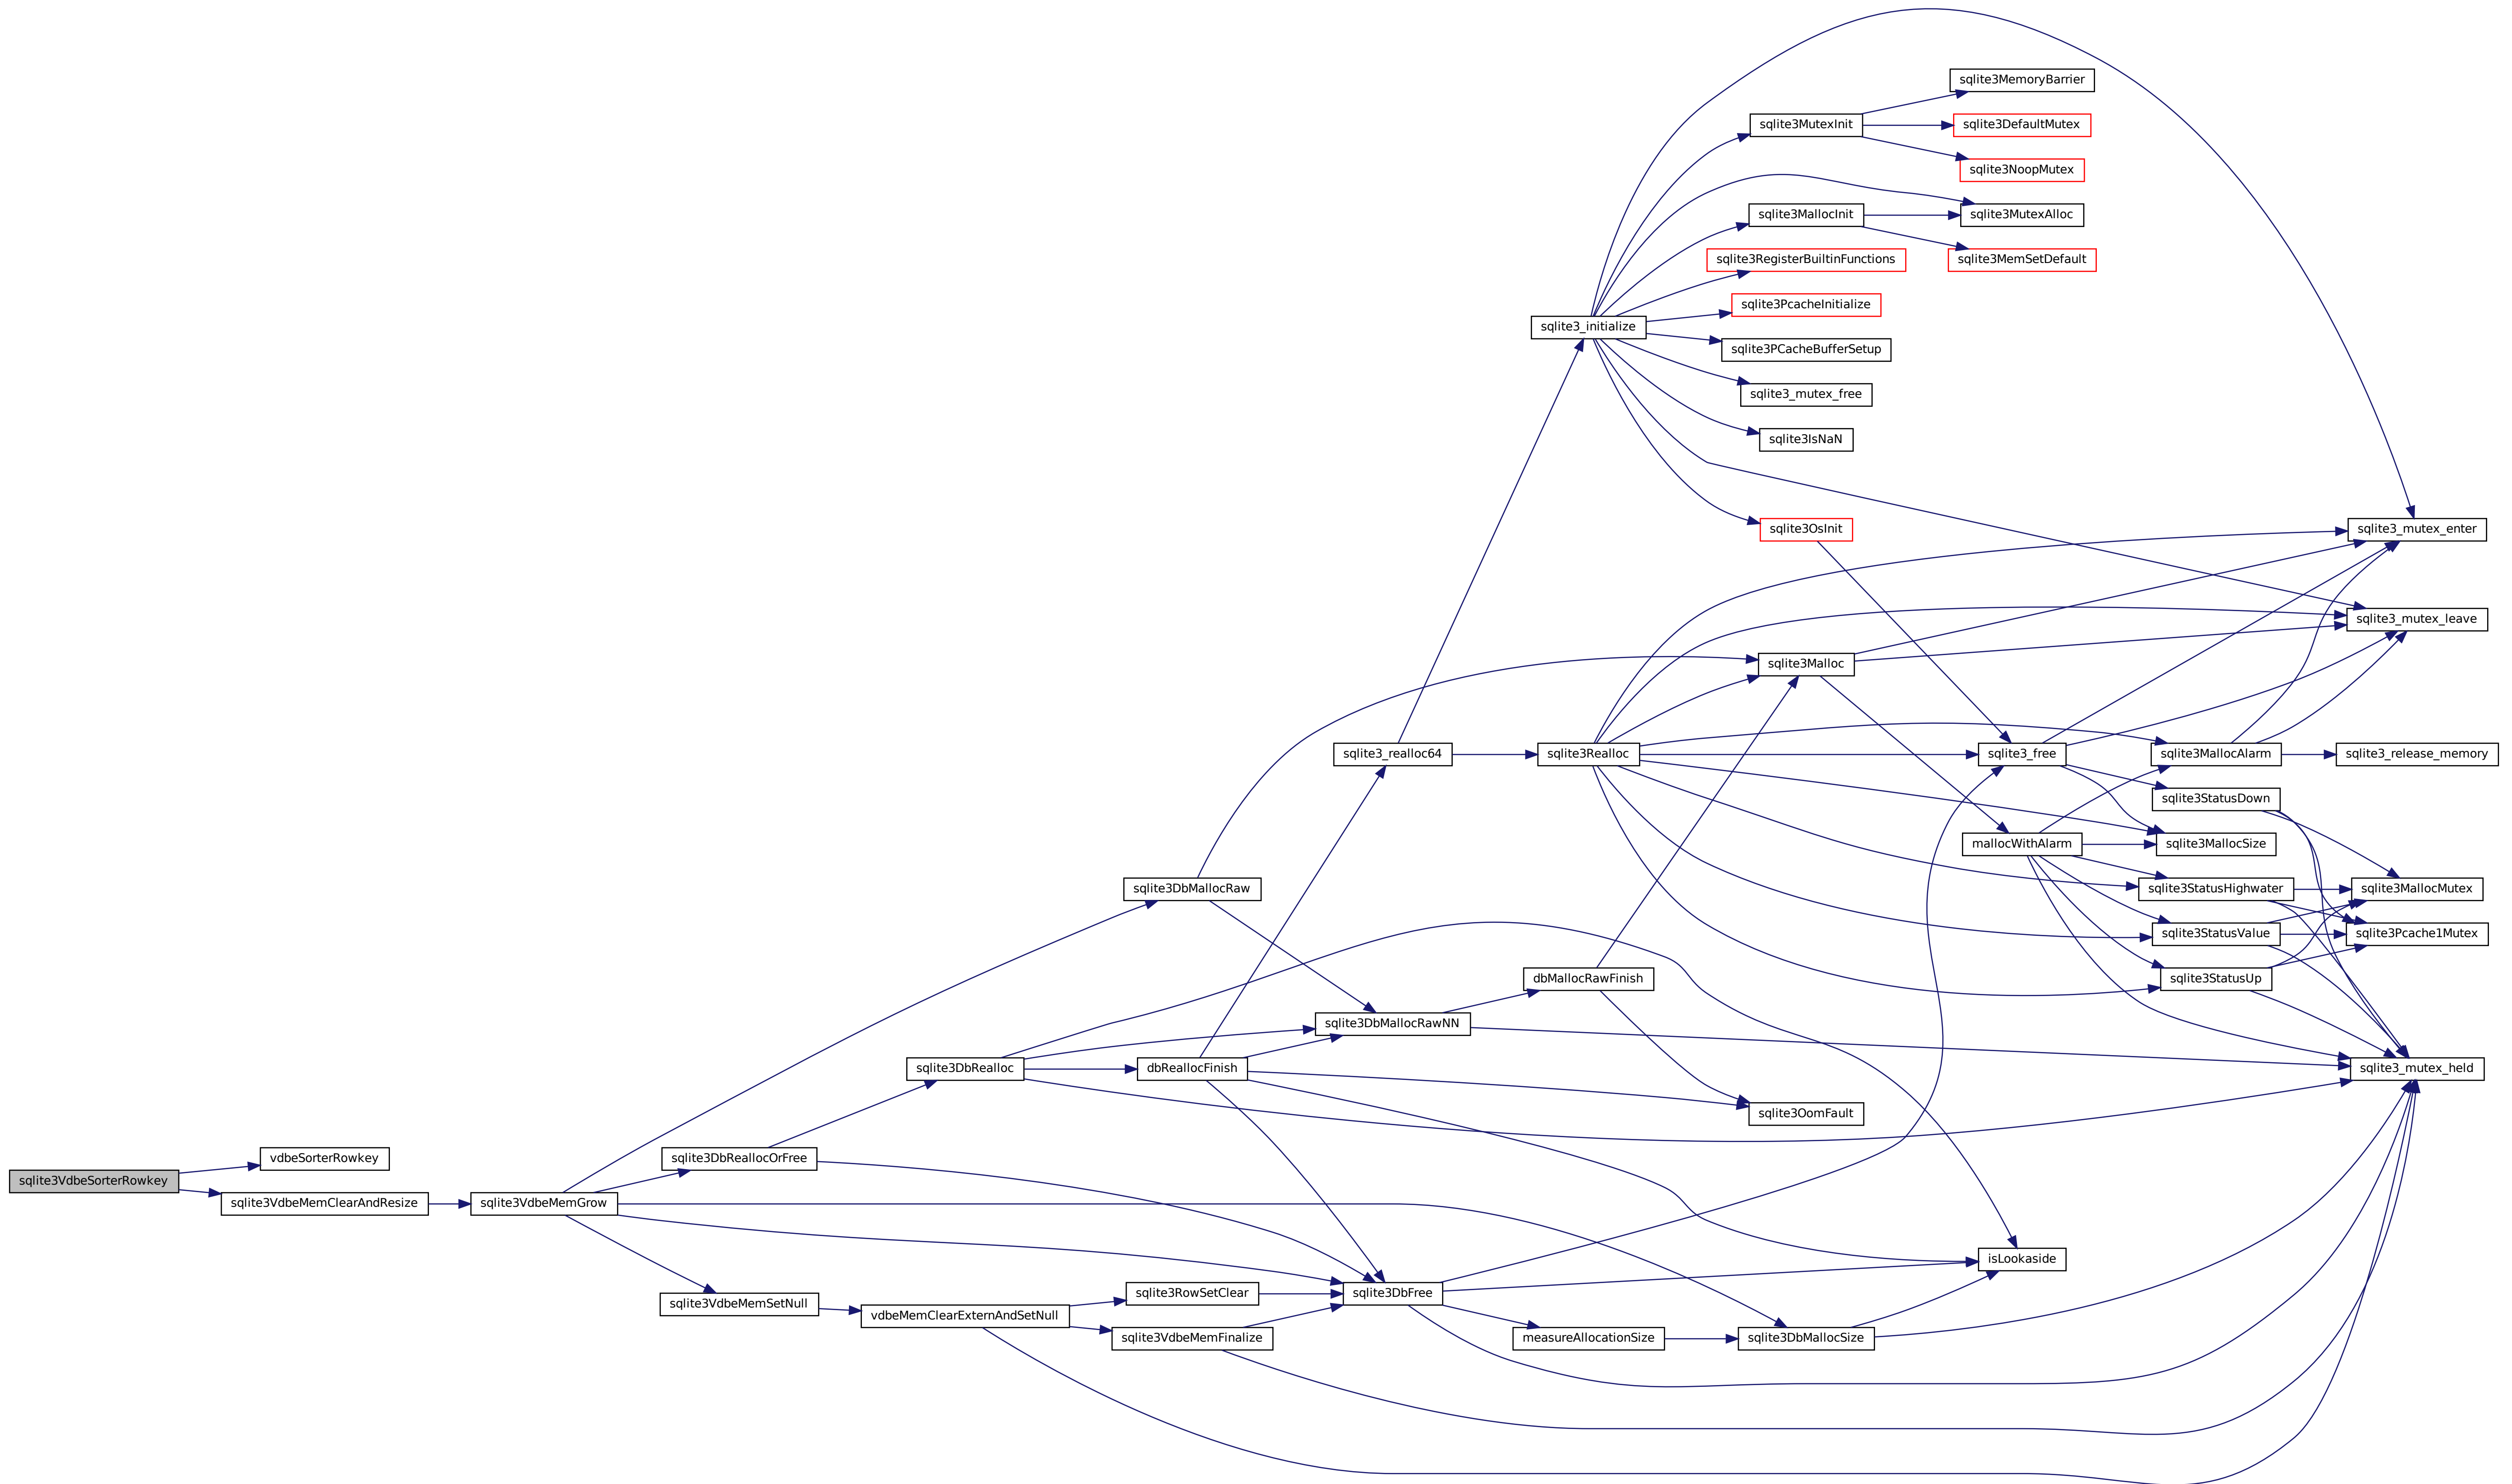 sqlite3VdbeSorterRowkey
vdbeSorterRowkey
sqlite3VdbeMemClearAndResize
sqlite3VdbeMemGrow
sqlite3DbReallocOrFree
sqlite3VdbeMemSetNull
sqlite3DbRealloc
vdbeMemClearExternAndSetNull
sqlite3DbMallocRaw
dbReallocFinish
sqlite3RowSetClear
sqlite3VdbeMemFinalize
sqlite3_realloc64
sqlite3DbMallocRawNN
sqlite3DbFree
sqlite3_initialize
sqlite3Realloc
dbMallocRawFinish
measureAllocationSize
sqlite3MutexInit
sqlite3MallocInit
sqlite3RegisterBuiltinFunctions
sqlite3PcacheInitialize
sqlite3PCacheBufferSetup
sqlite3_mutex_free
sqlite3IsNaN
sqlite3OsInit
sqlite3Malloc
sqlite3OomFault
sqlite3DbMallocSize
sqlite3MemoryBarrier
sqlite3DefaultMutex
sqlite3NoopMutex
sqlite3MutexAlloc
sqlite3MemSetDefault
sqlite3_free
mallocWithAlarm
isLookaside
sqlite3MallocAlarm
sqlite3StatusDown
sqlite3MallocSize
sqlite3StatusHighwater
sqlite3StatusValue
sqlite3StatusUp
sqlite3_mutex_enter
sqlite3_mutex_leave
sqlite3_release_memory
sqlite3MallocMutex
sqlite3Pcache1Mutex
sqlite3_mutex_held